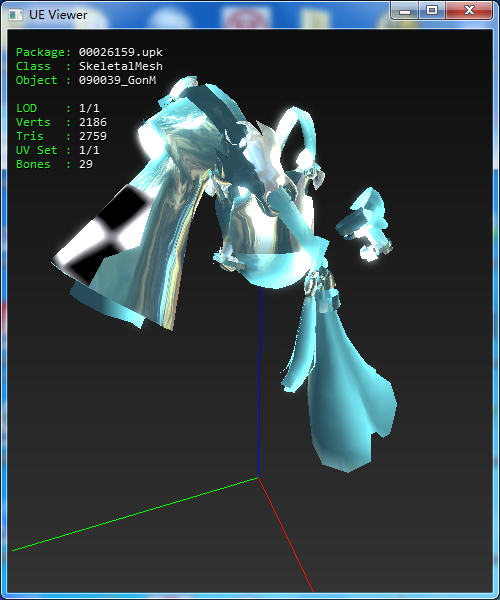 UE Viewer
Package: 00026159.upk
Class  : SkeletalMesh
Object : 090039_GonM
LOD    : 1/1
Verts  : 2186
Tris   : 2759
UV Set : 1/1
Bones  : 29